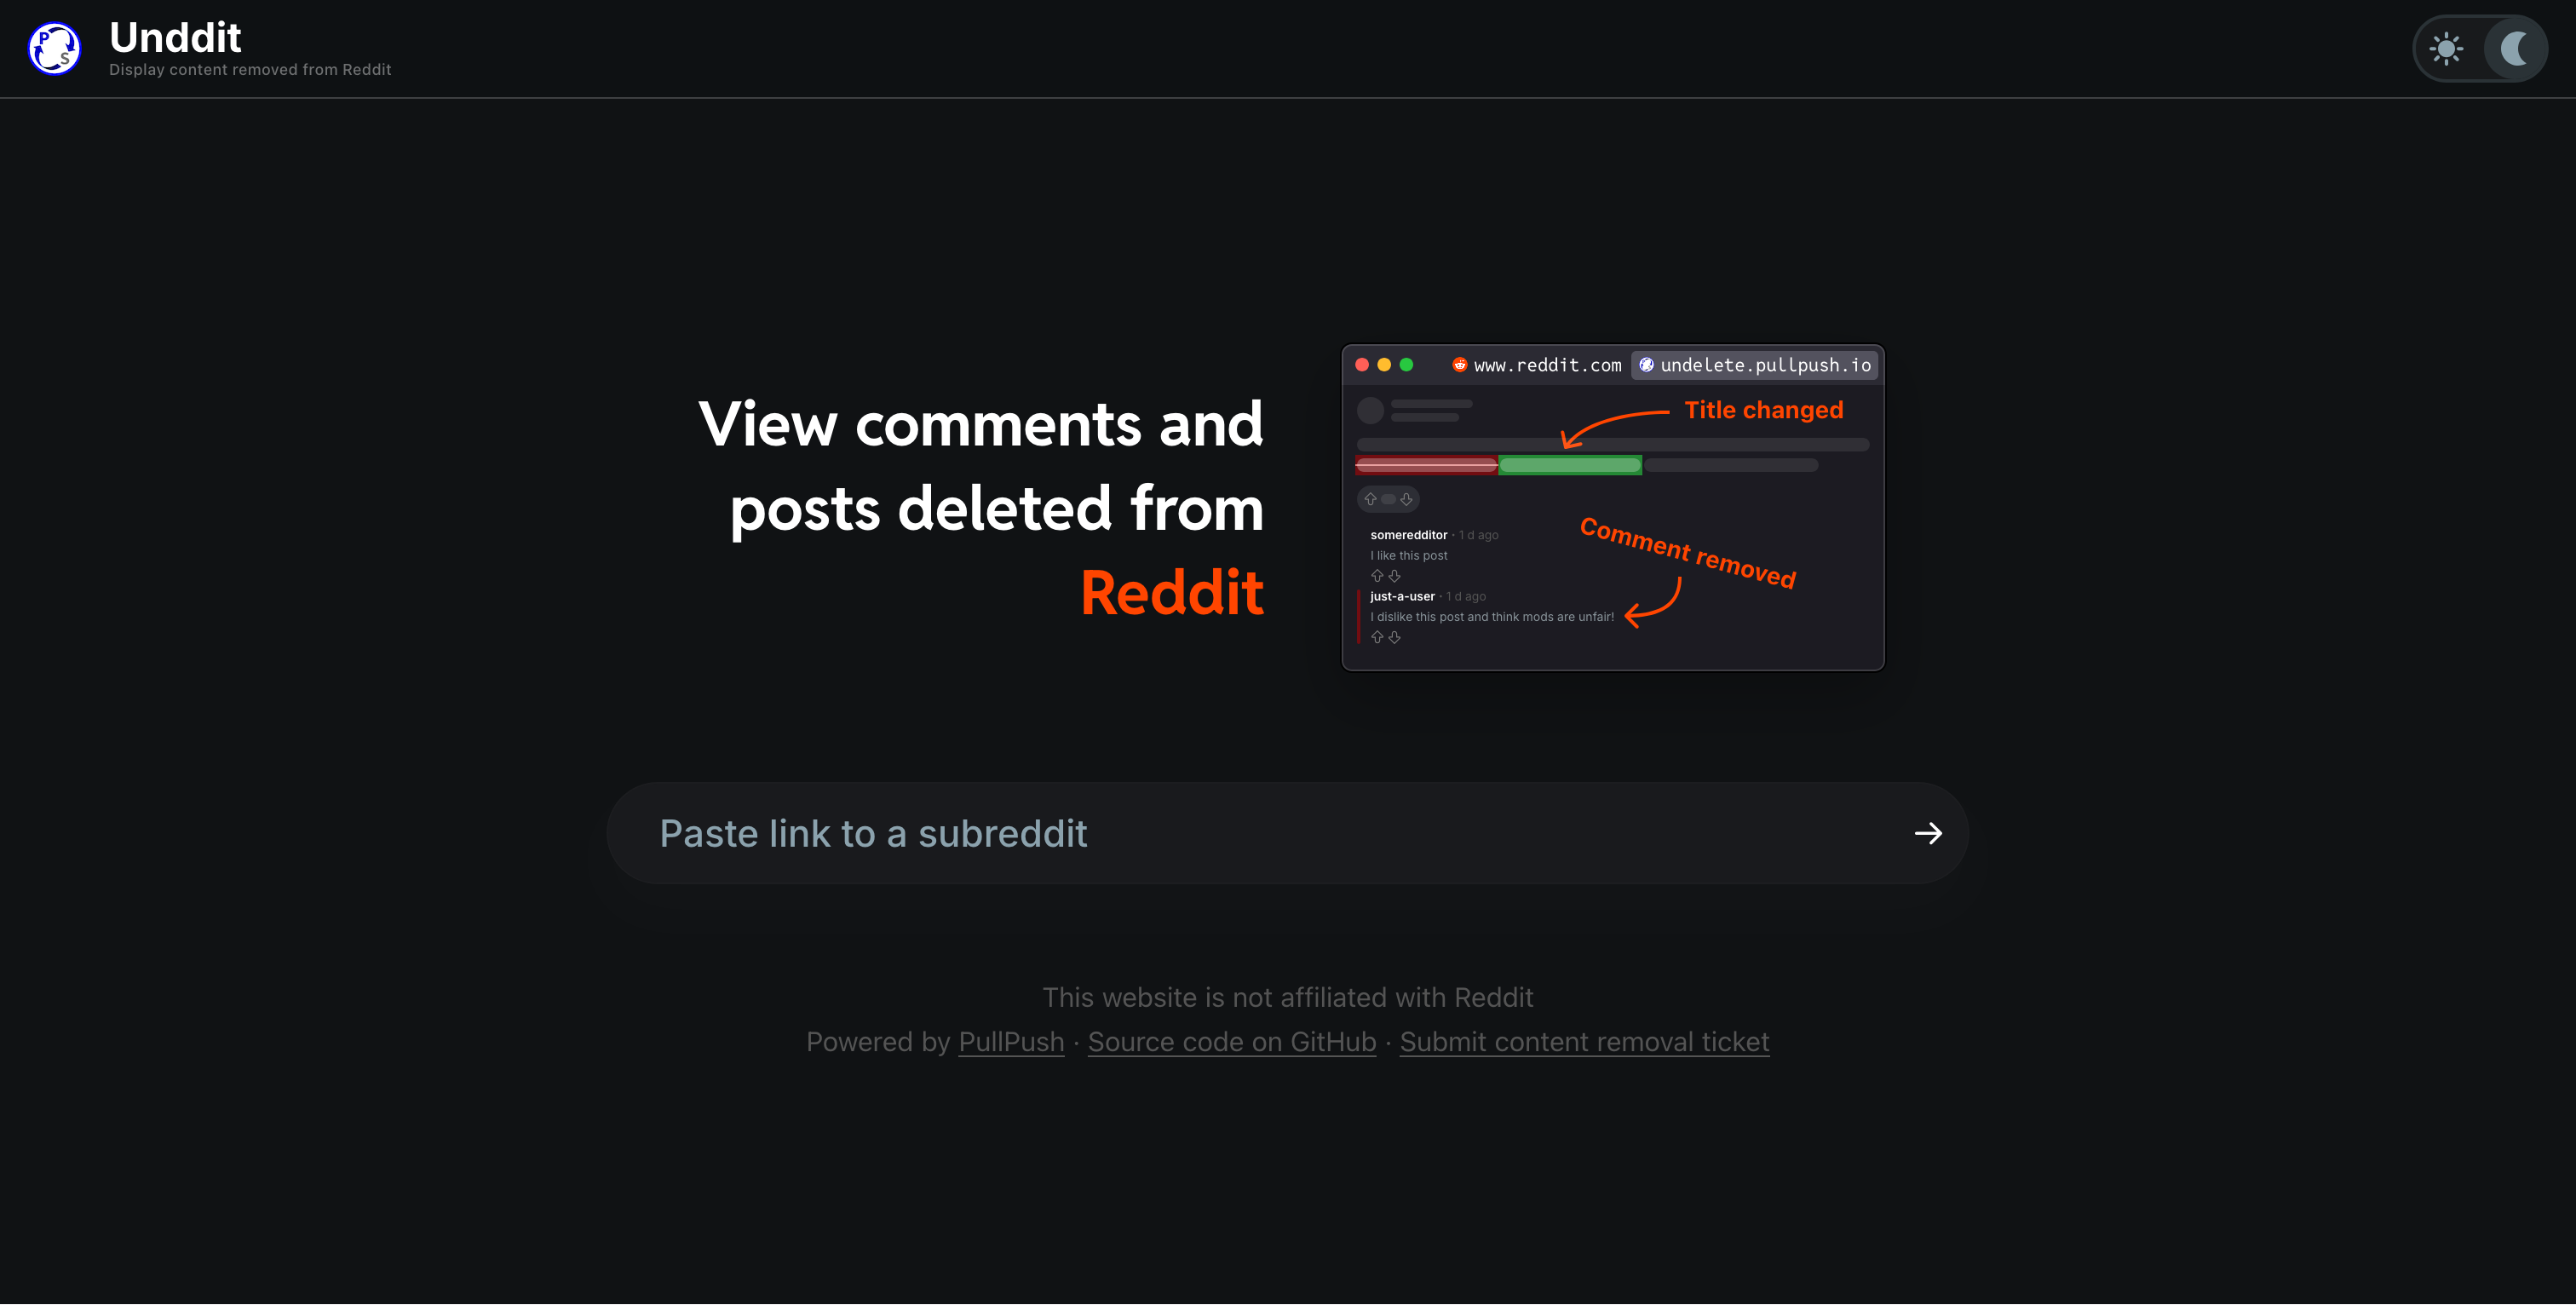 Unddit
Display content removed from Reddit
View comments and
posts deleted from
Reddit
www.reddit.com
undelete.pullpush.io
Title changed
someredditor · 1 d ago
I like this post
Comment removed
just-a-user · 1 d ago
I dislike this post and think mods are unfair!
Paste link to a subreddit
This website is not affiliated with Reddit
Powered by PullPush · Source code on GitHub · Submit content removal ticket